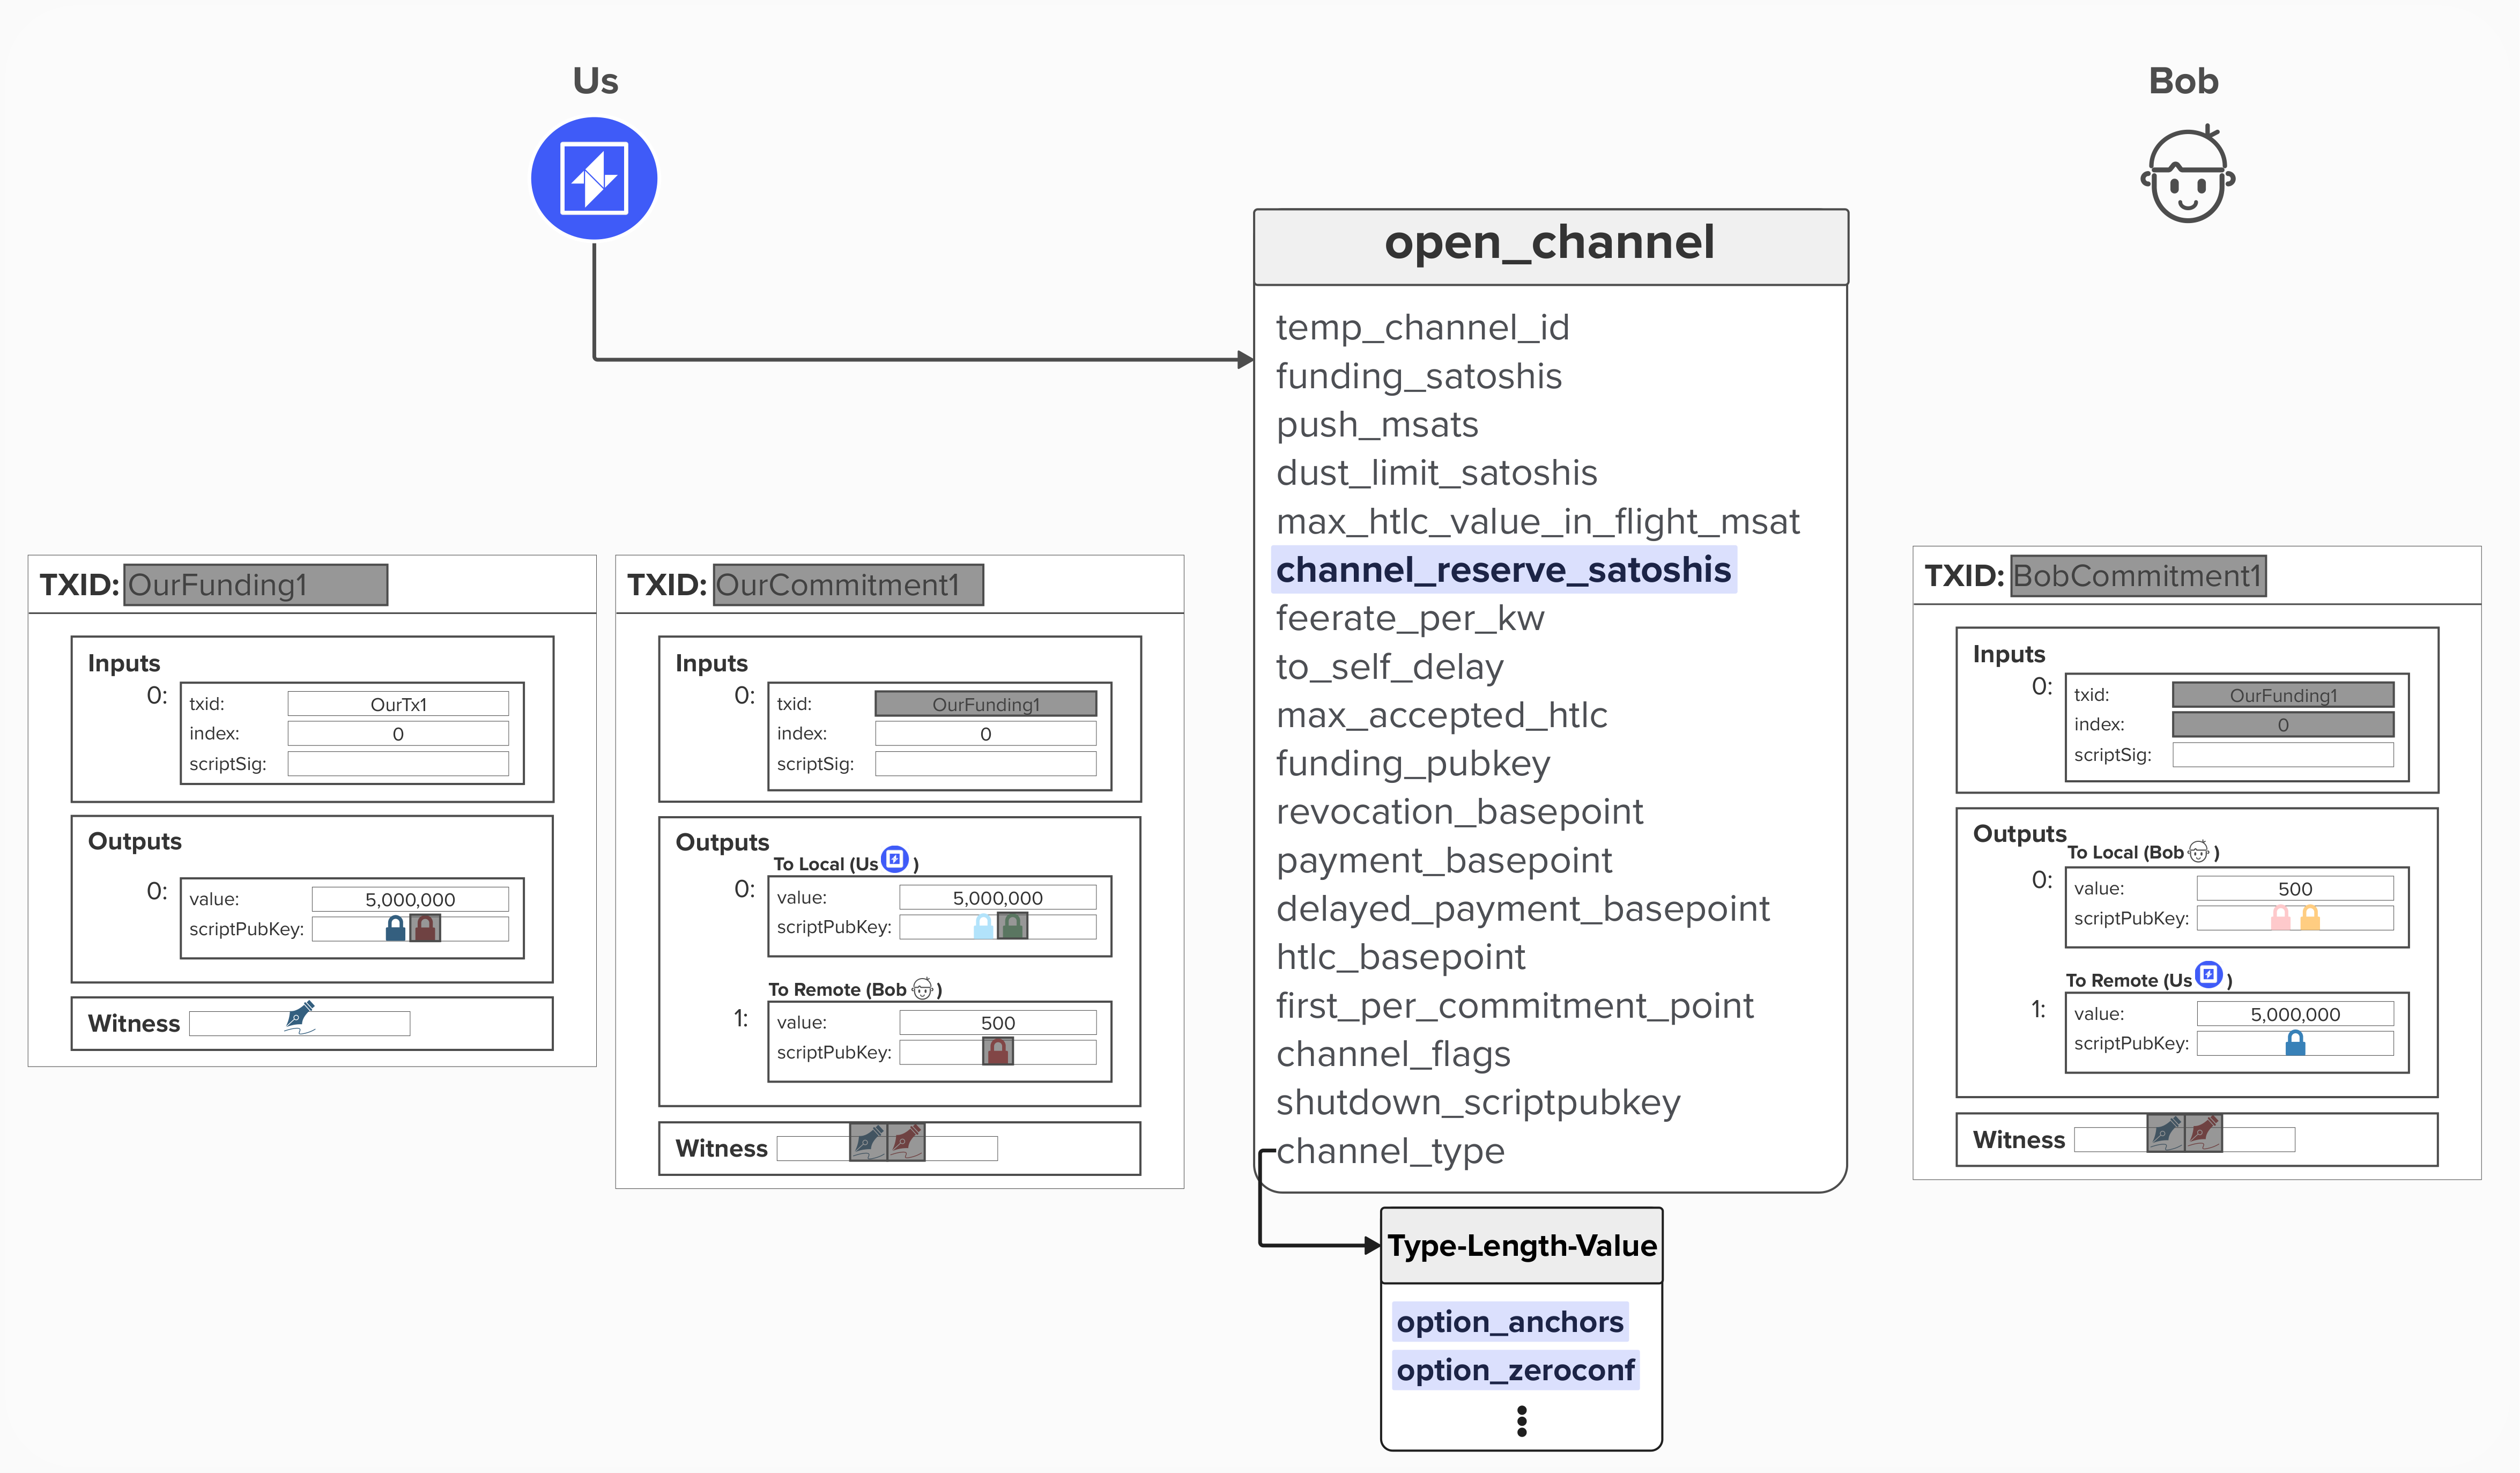 Us
Bob
open_channel
temp_channel_id
funding_satoshis
push_msats
dust_limit_satoshis
max_htlc_value_in_flight_msat
channel_reserve_satoshis
feerate_per_kw
to_self_delay
max_accepted_htlc
funding_pubkey
revocation_basepoint
payment_basepoint
delayed_payment_basepoint
htlc_basepoint
first_per_commitment_point
channel_flags
shutdown_scriptpubkey
channel_type
Type-Length-Value
option_anchors
option_zeroconf
TXID: OurFunding1
Inputs
0:
txid: OurTx1
index: 0
scriptSig:
Outputs
0:
value: 5,000,000
scriptPubKey:
Witness
TXID: OurCommitment1
Inputs
0:
txid: OurFunding1
index: 0
scriptSig:
Outputs
To Local (Us )
0:
value: 5,000,000
scriptPubKey:
To Remote (Bob )
1:
value: 500
scriptPubKey:
Witness
TXID: BobCommitment1
Inputs
0:
txid: OurFunding1
index: 0
scriptSig:
Outputs
To Local (Bob )
0:
value: 500
scriptPubKey:
To Remote (Us )
1:
value: 5,000,000
scriptPubKey:
Witness